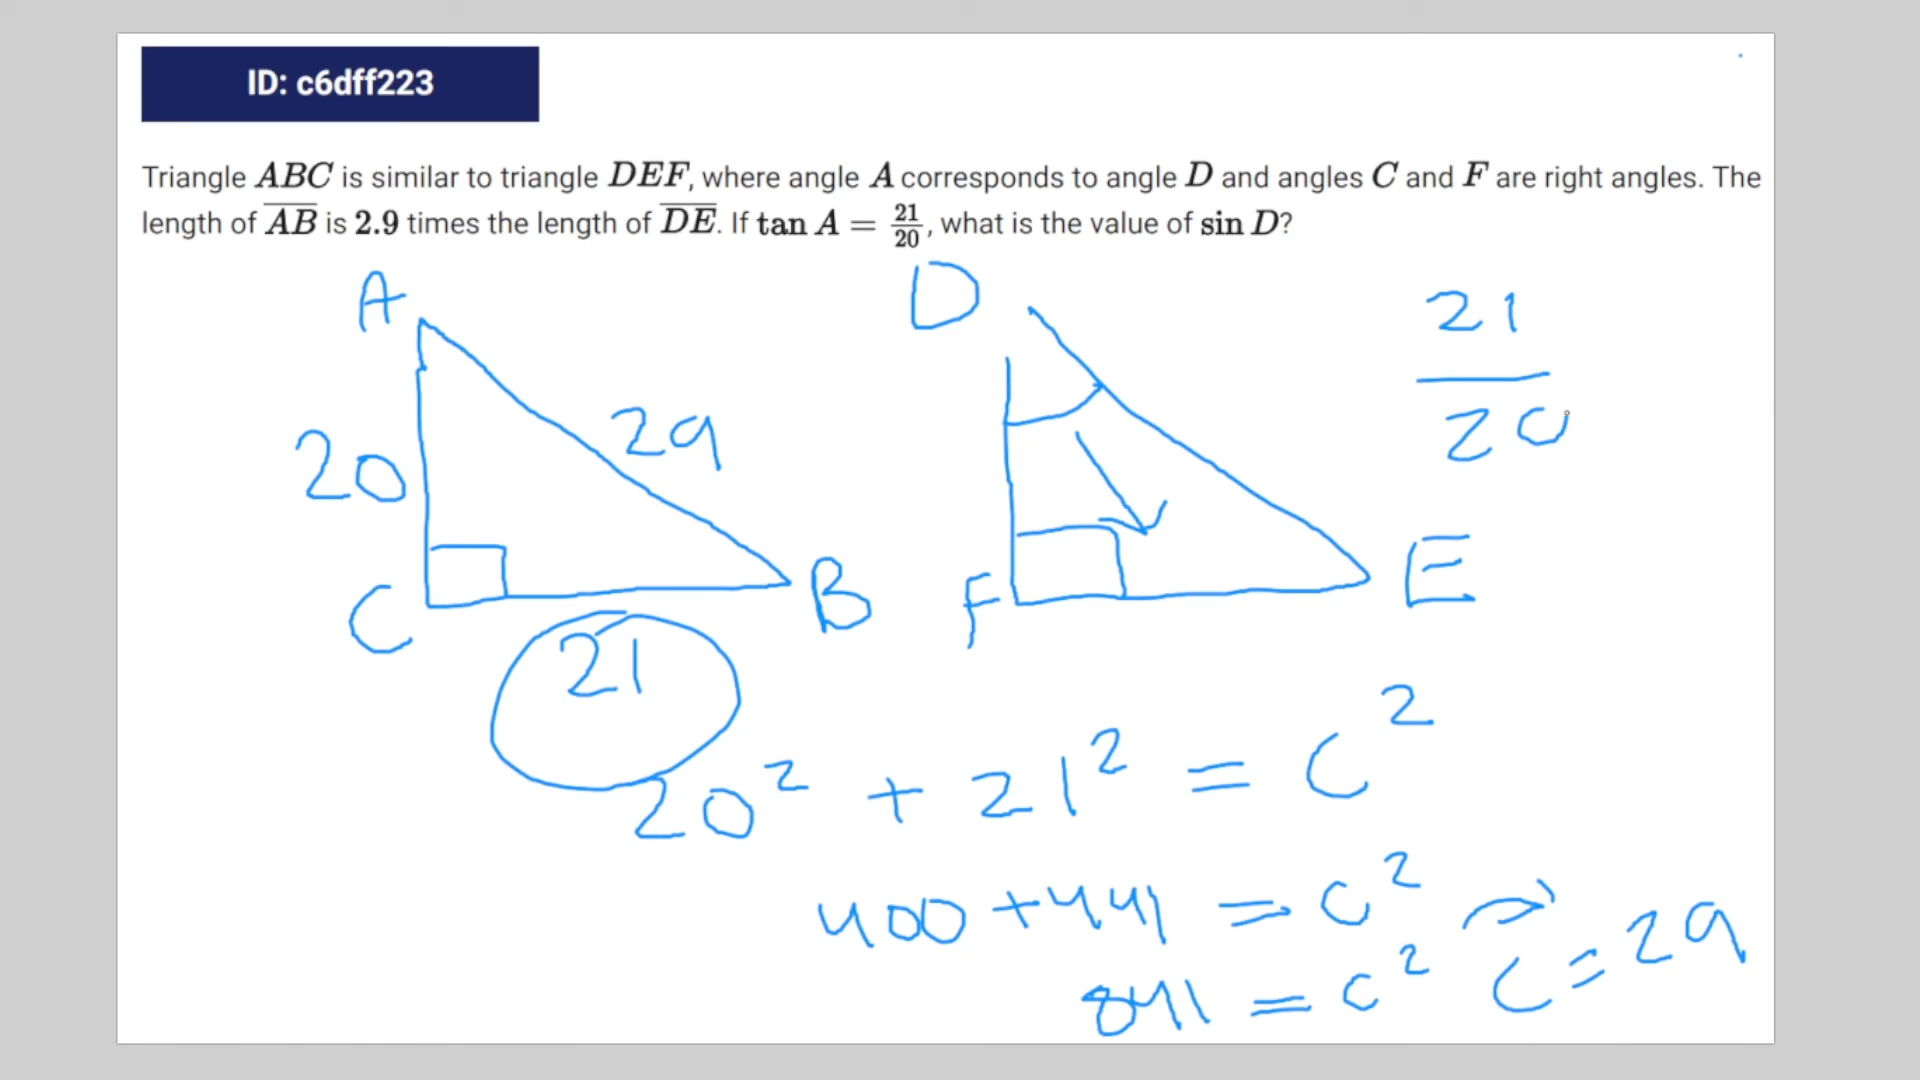 ID: c6dff223
Triangle ABC is similar to triangle DEF, where angle A corresponds to angle D and angles C and F are right angles. The
length of AB is 2.9 times the length of DE. If tan A = 21/20, what is the value of sin D?
A
D
21
20
20
29
C
B
F
E
21
20² + 21² = c²
400 + 441 = c²
841 = c² C = 29